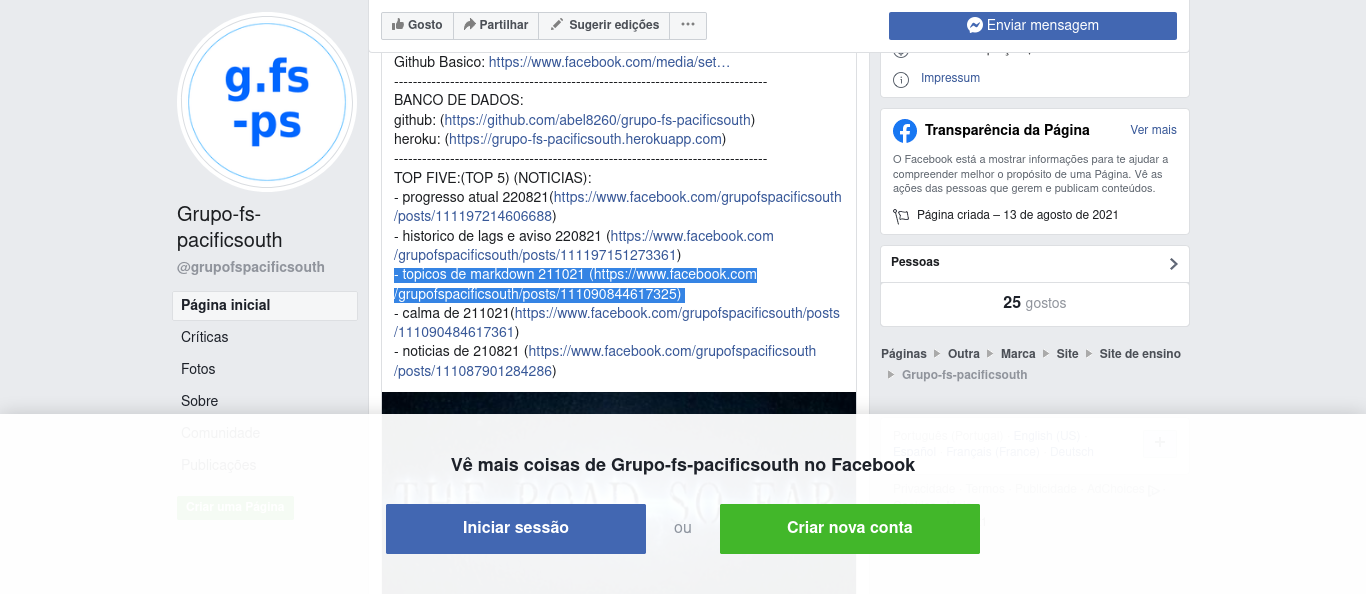 g.fs
-ps
Grupo-fs-
pacificsouth
@grupofspacificsouth
Página inicial
Críticas
Fotos
Sobre
Comunidade
Publicações
Criar uma Página
Gosto
Partilhar
Sugerir edições
Enviar mensagem
Github Basico: https://www.facebook.com/media/set…
--------------------------------------------------------------------------------
BANCO DE DADOS:
github: (https://github.com/abel8260/grupo-fs-pacificsouth)
heroku: (https://grupo-fs-pacificsouth.herokuapp.com)
--------------------------------------------------------------------------------
TOP FIVE:(TOP 5) (NOTICIAS):
- progresso atual 220821(https://www.facebook.com/grupofspacificsouth
/posts/111197214606688)
- historico de lags e aviso 220821 (https://www.facebook.com
/grupofspacificsouth/posts/111197151273361)
- topicos de markdown 211021 (https://www.facebook.com
/grupofspacificsouth/posts/111090844617325)
- calma de 211021(https://www.facebook.com/grupofspacificsouth/posts
/111090484617361)
- noticias de 210821 (https://www.facebook.com/grupofspacificsouth
/posts/111087901284286)
THE ROAD SO FAR
Impressum
Transparência da Página
Ver mais
O Facebook está a mostrar informações para te ajudar a
compreender melhor o propósito de uma Página. Vê as
ações das pessoas que gerem e publicam conteúdos.
Página criada – 13 de agosto de 2021
Pessoas
25 gostos
Páginas Outra Marca Site Site de ensino
Grupo-fs-pacificsouth
Português (Portugal) · English (US) ·
Español · Français (France) · Deutsch
Vê mais coisas de Grupo-fs-pacificsouth no Facebook
Iniciar sessão
ou
Criar nova conta